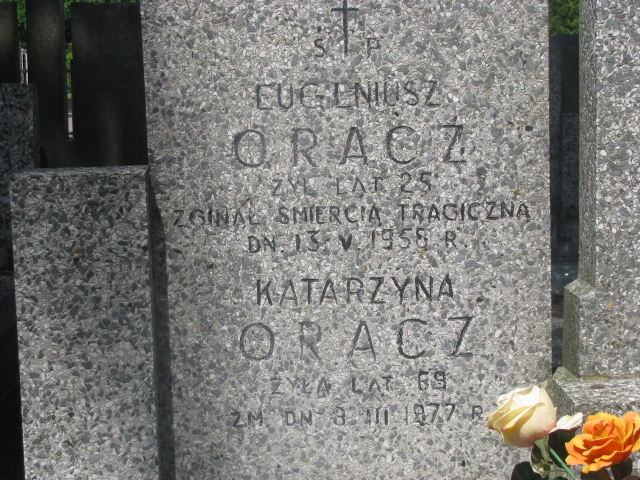 Ś P
EUGENIUSZ
ORACZ
ŻYŁ LAT 25
ZGINĄŁ ŚMIERCIĄ TRAGICZNĄ
DN. 13. V. 1958 R.
KATARZYNA
ORACZ
ŻYŁA LAT 69
ZM. DN 8 III 1977 R.